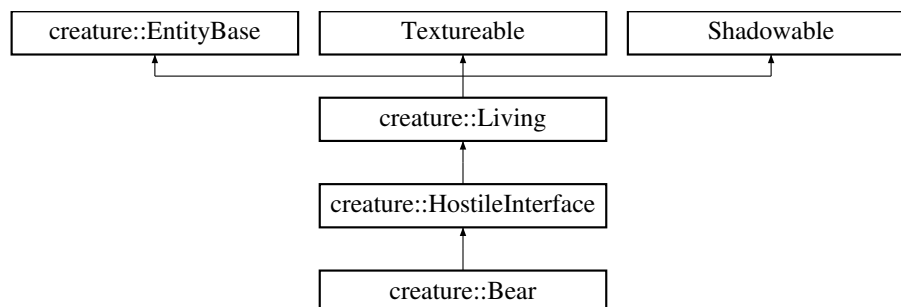 creature::EntityBase
Textureable
Shadowable
creature::Living
creature::HostileInterface
creature::Bear